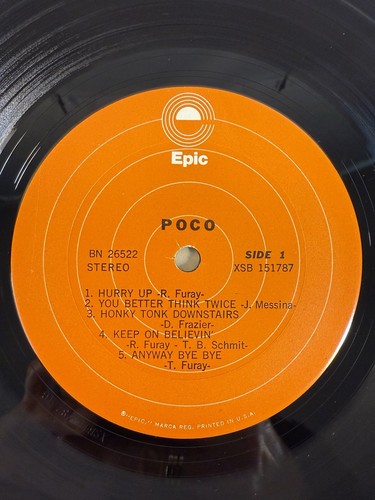 Epic
POCO
BN 26522
SIDE 1
STEREO
XSB 151787
1. HURRY UP -R. Furay-
2. YOU BETTER THINK TWICE -J. Messina-
3. HONKY TONK DOWNSTAIRS
-D. Frazier-
4. KEEP ON BELIEVIN'
-R. Furay - T. B. Schmit-
5. ANYWAY BYE BYE
-T. Furay-
"EPIC," MARCA REG. PRINTED IN U.S.A.